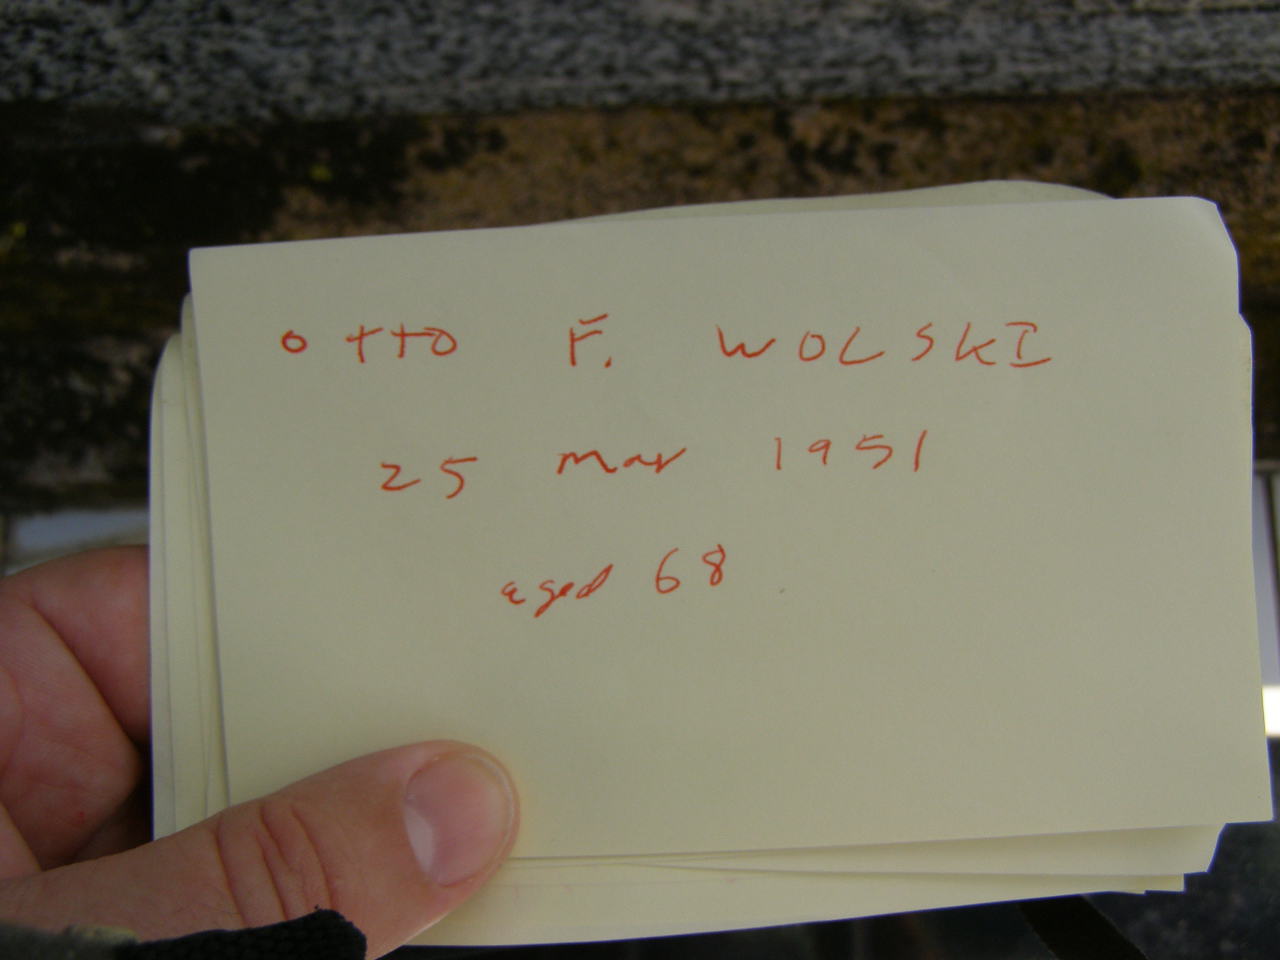 Otto F. WOLSKI
25 Mar 1951
aged 68